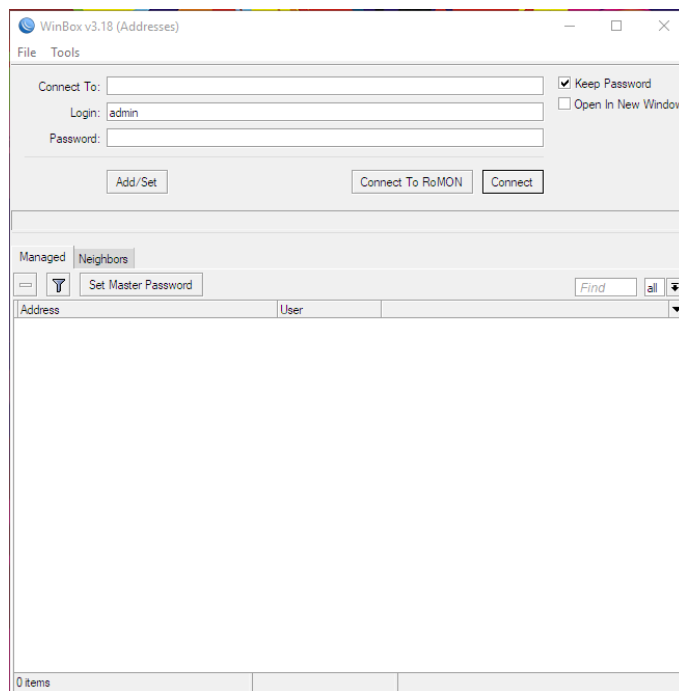 WinBox v3.18 (Addresses)
File Tools
Connect To:
Keep Password
Login: admin
Open In New Window
Password:
Add/Set Connect To RoMON Connect
Managed Neighbors
Set Master Password Find all
Address User
0 items